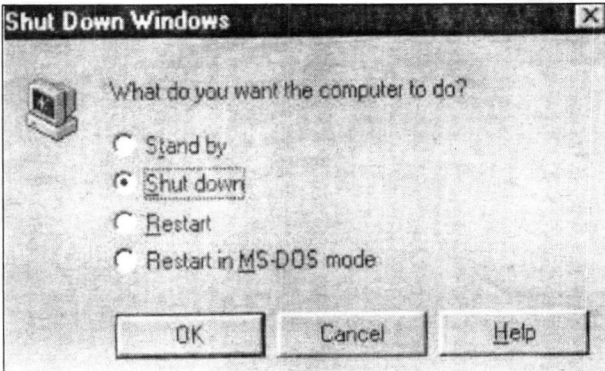 Shut Down Windows
What do you want the computer to do?
Stand by
Shut down
Restart
Restart in MS-DOS mode
OK Cancel Help